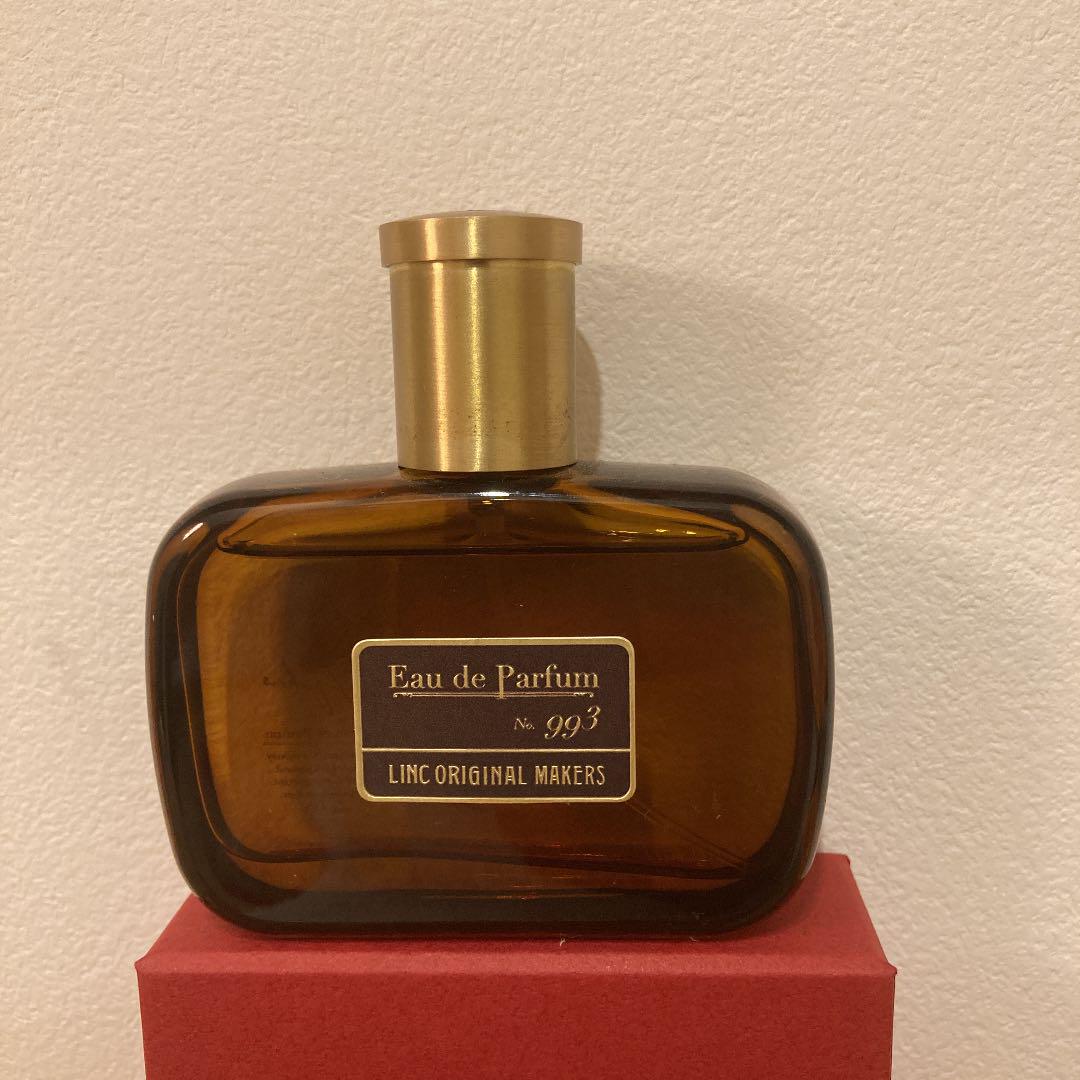 Eau de Parfum
No. 993
LINC ORIGINAL MAKERS